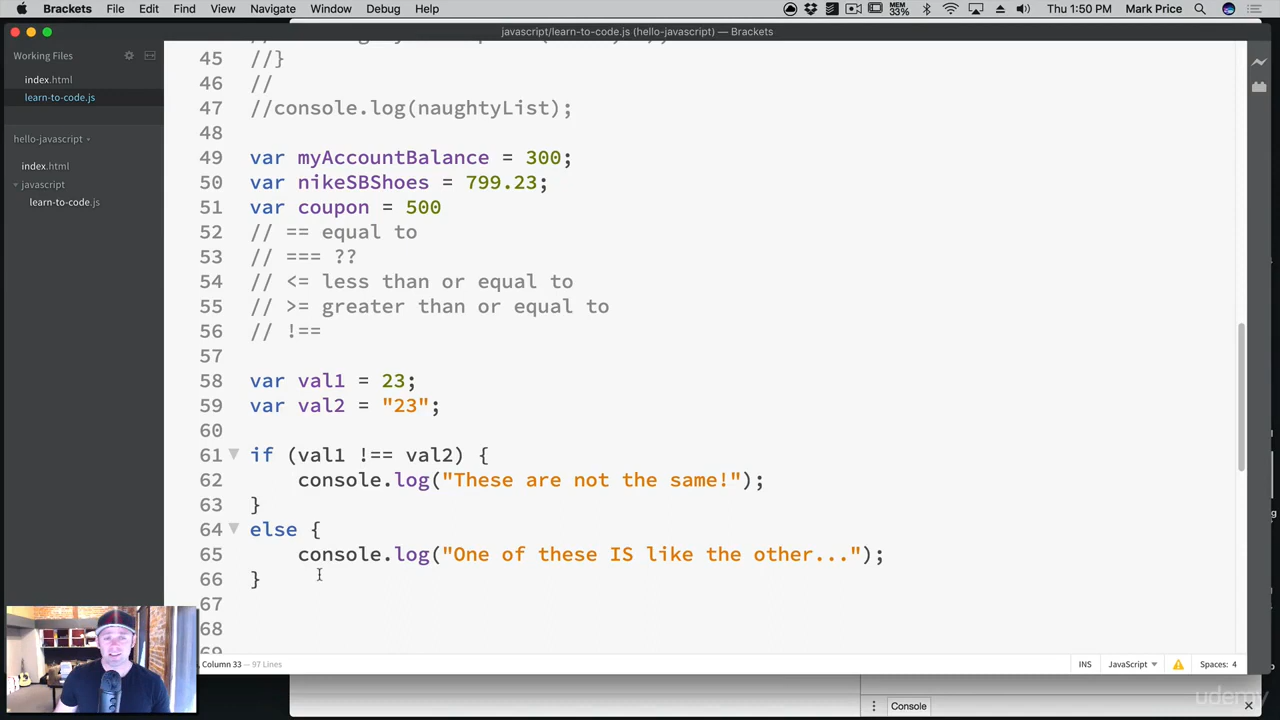 Brackets File Edit Find View Navigate Window Debug Help MEM 33% Thu 1:50 PM Mark Price
javascript/learn-to-code.js (hello-javascript) — Brackets
Working Files
index.html
learn-to-code.js
hello-javascript
index.html
javascript
learn-to-code.js
45 //}
46 //
47 //console.log(naughtyList);
48
49 var myAccountBalance = 300;
50 var nikeSBShoes = 799.23;
51 var coupon = 500
52 // == equal to
53 // === ??
54 // <= less than or equal to
55 // >= greater than or equal to
56 // !==
57
58 var val1 = 23;
59 var val2 = "23";
60
61 if (val1 !== val2) {
62 console.log("These are not the same!");
63 }
64 else {
65 console.log("One of these IS like the other...");
66 }
67
68
69
Column 33 — 97 Lines INS JavaScript Spaces: 4
Console
udemy